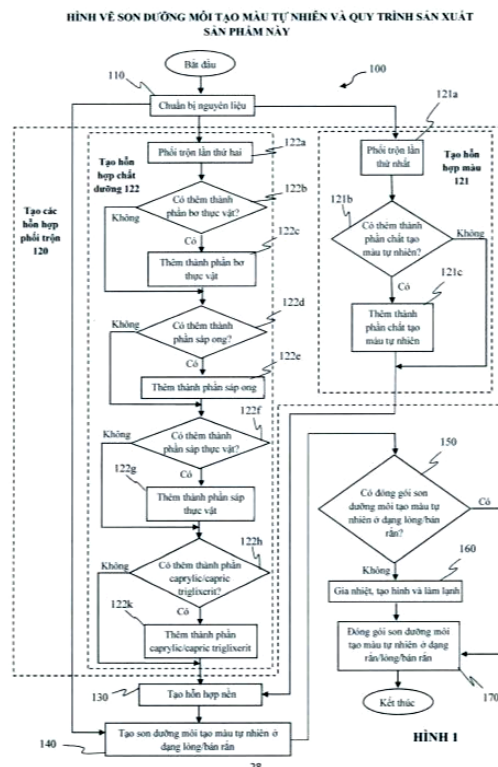 HÌNH VẼ SON DƯỠNG MÔI TẠO MÀU TỰ NHIÊN VÀ QUY TRÌNH SẢN XUẤT
SẢN PHẨM NÀY
Bắt đầu
100
110
Chuẩn bị nguyên liệu
Tạo các
hỗn hợp
phối trộn
120
Tạo hỗn
hợp chất
dưỡng 122
122a
Phối trộn lần thứ hai
122b
Có thêm thành
phần bơ thực vật?
Không
Có
122c
Thêm thành phần bơ
thực vật
122d
Có thêm thành
phần sáp ong?
Không
Có
122e
Thêm thành phần sáp ong
122f
Có thêm thành
phần sáp thực vật?
Không
Có
122g
Thêm thành phần sáp
thực vật
122h
Có thêm thành phần
caprylic/capric
triglixerit?
Không
Có
122k
Thêm thành phần
caprylic/capric triglixerit
121a
Phối trộn lần
thứ nhất
Tạo hỗn
hợp màu
121
121b
Có thêm thành
phần chất tạo
màu tự nhiên?
Không
Có
121c
Thêm thành
phần chất tạo
màu tự nhiên
130
Tạo hỗn hợp nền
140
Tạo son dưỡng môi tạo màu tự nhiên ở
dạng lỏng/bán rắn
150
Có đóng gói son
dưỡng môi tạo màu tự
nhiên ở dạng lỏng/bán
rắn?
Có
Không
160
Gia nhiệt, tạo hình và làm lạnh
Đóng gói son dưỡng môi
tạo màu tự nhiên ở dạng
rắn/lỏng/bán rắn
170
Kết thúc
HÌNH 1
28